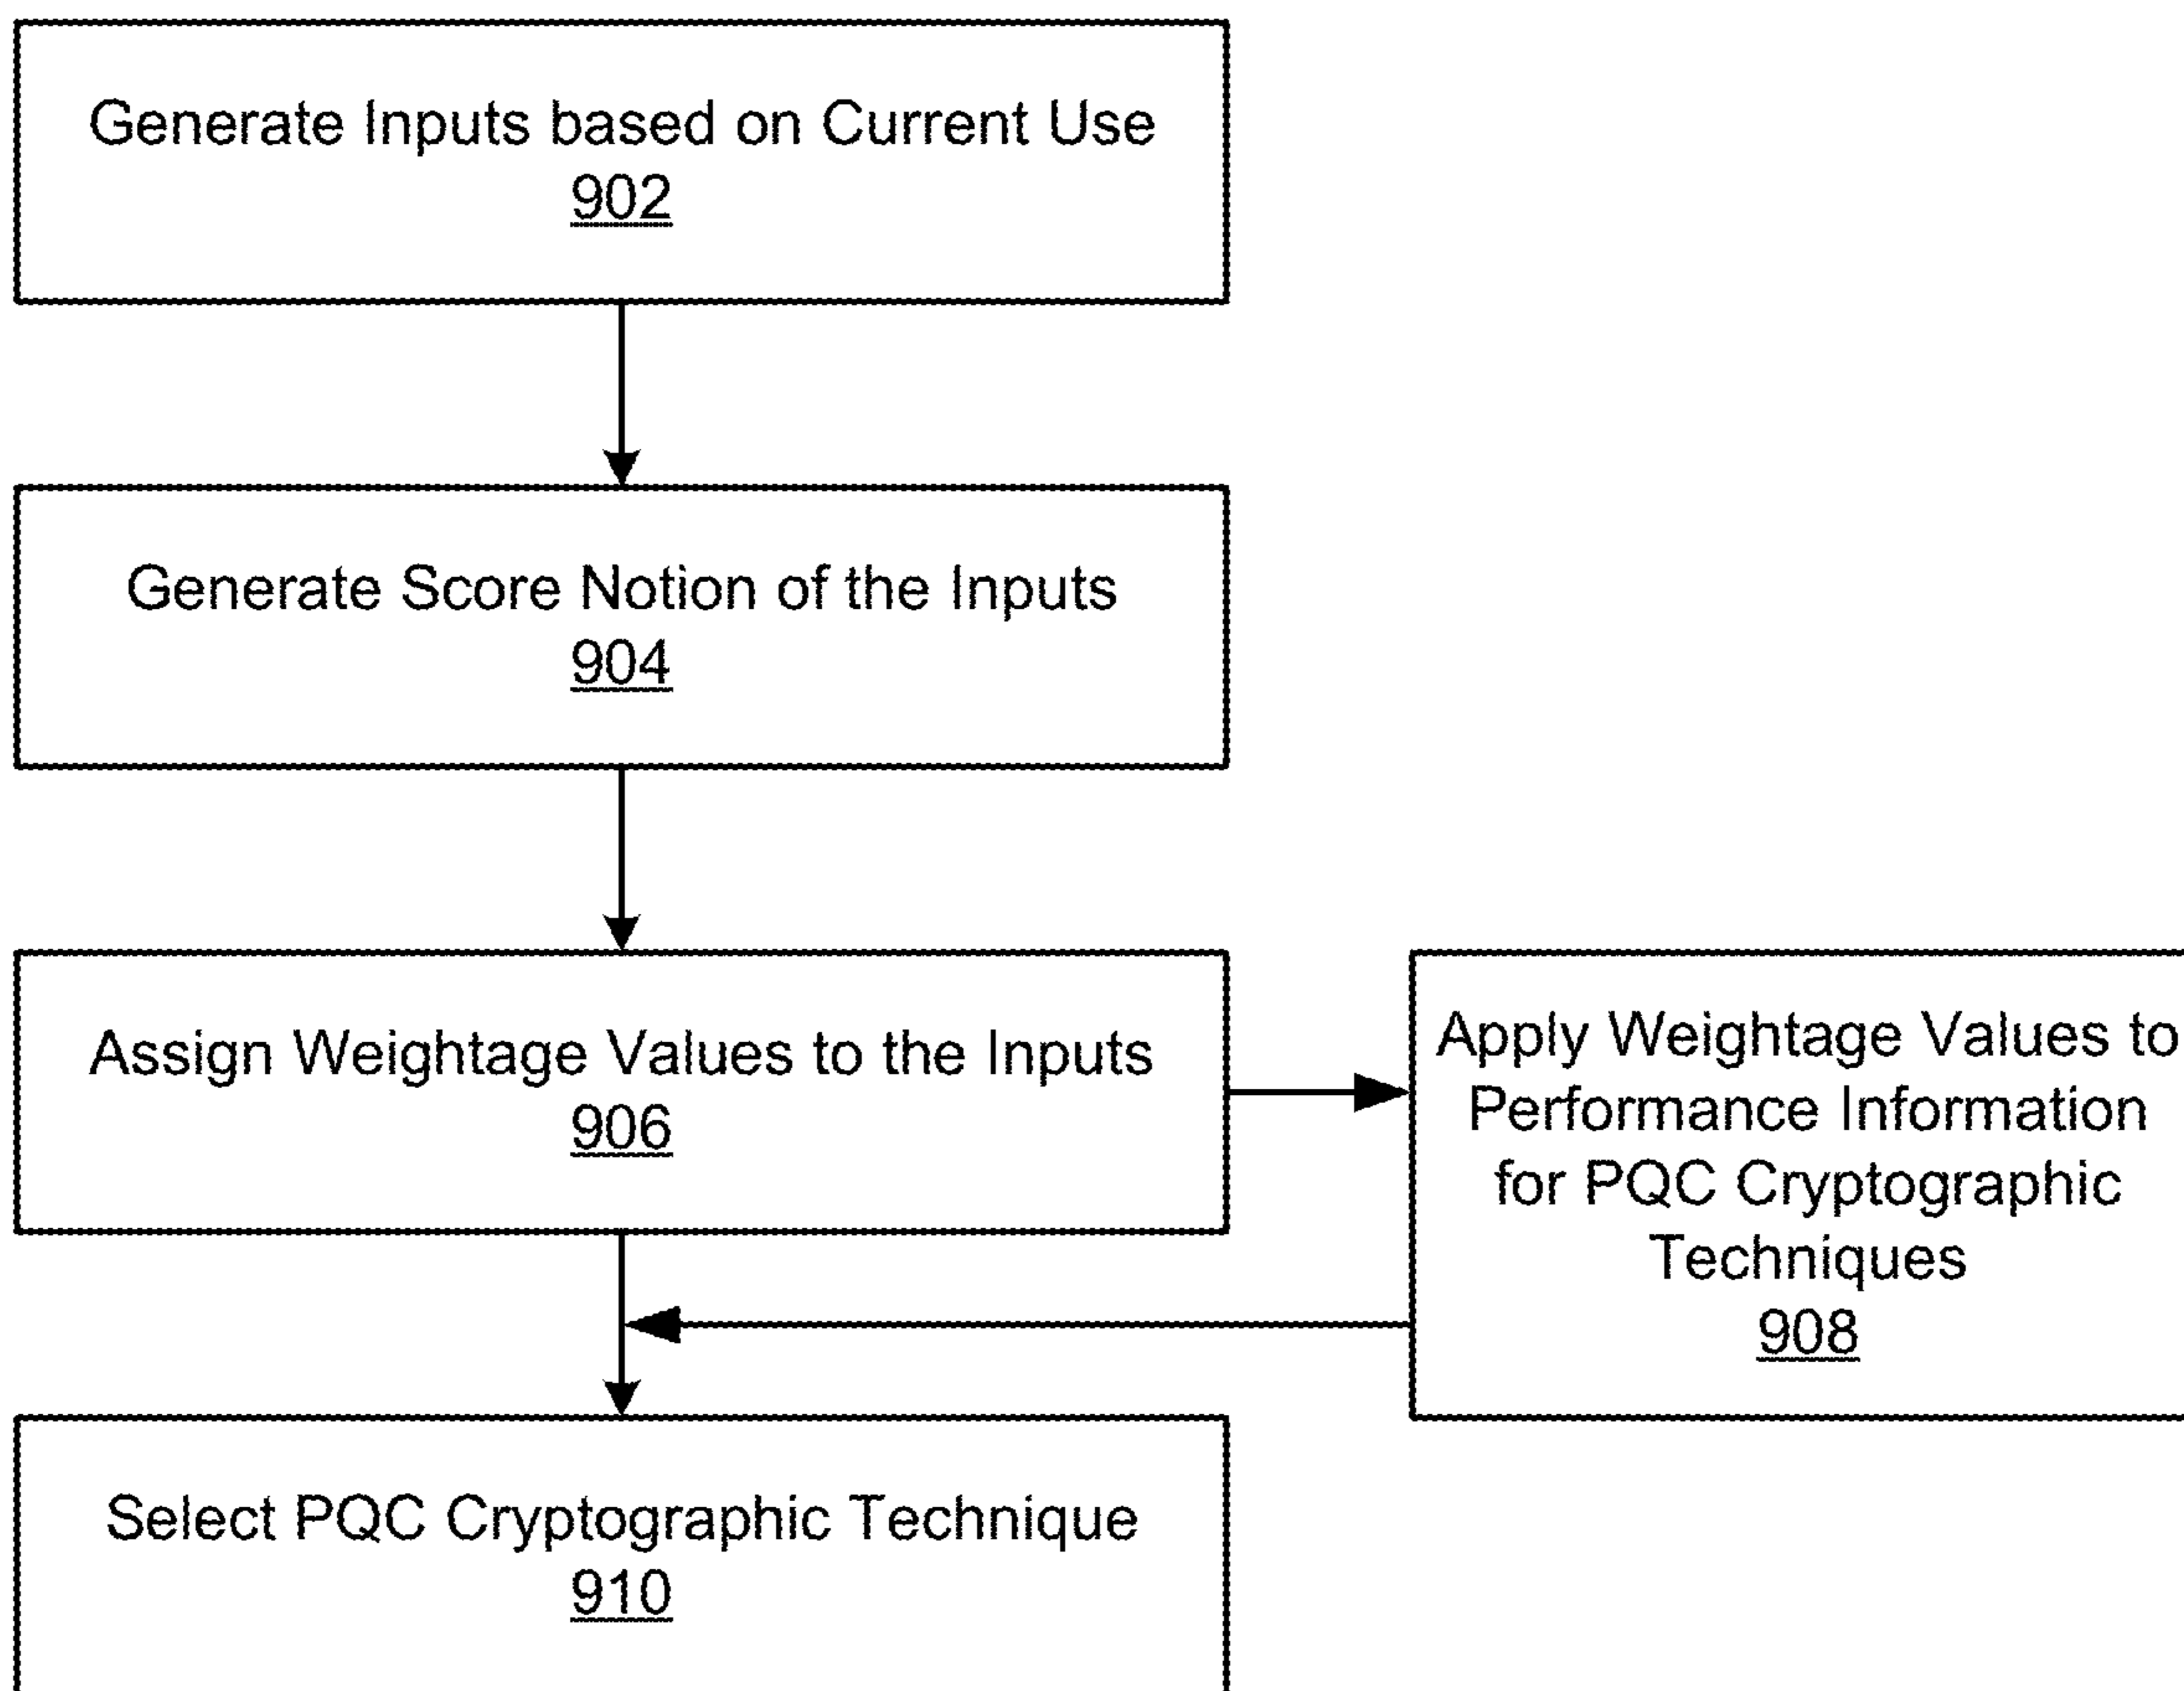 Generate Inputs based on Current Use
902
Generate Score Notion of the Inputs
904
Assign Weightage Values to the Inputs
906
Apply Weightage Values to
Performance Information
for PQC Cryptographic
Techniques
908
Select PQC Cryptographic Technique
910